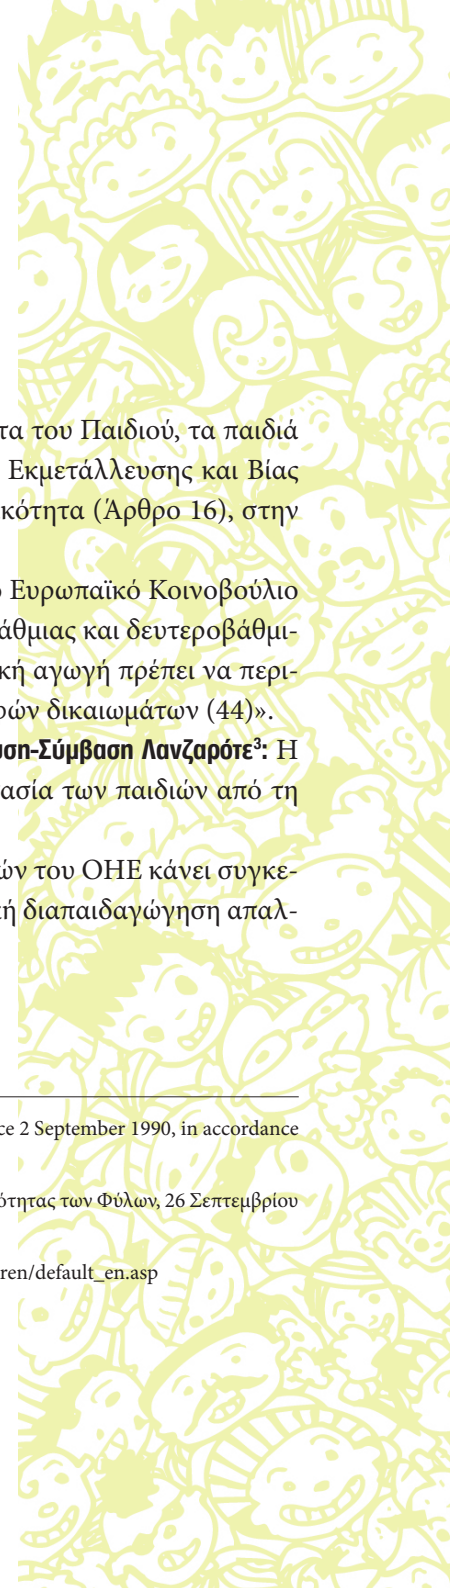 τα του Παιδιού, τα παιδιά
Εκμετάλλευσης και Βίας
κότητα (Άρθρο 16), στην
Ευρωπαϊκό Κοινοβούλιο
άθμιας και δευτεροβάθμι-
κή αγωγή πρέπει να περι-
ρών δικαιωμάτων (44)».
υση-Σύμβαση Λανζαρότε³: Η
ασία των παιδιών από τη
ών του ΟΗΕ κάνει συγκε-
ή διαπαιδαγώγηση απαλ-
ce 2 September 1990, in accordance
ότητας των Φύλων, 26 Σεπτεμβρίου
ren/default_en.asp